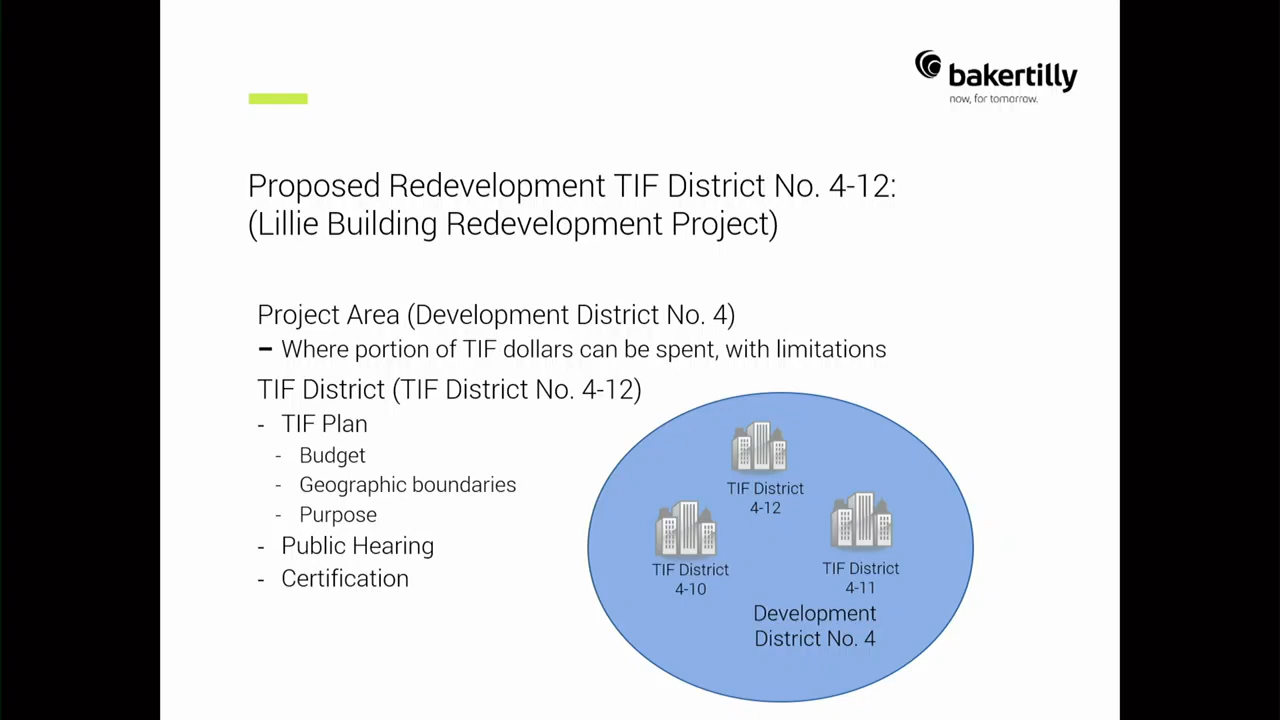 bakertilly
now, for tomorrow.
Proposed Redevelopment TIF District No. 4-12:
(Lillie Building Redevelopment Project)
Project Area (Development District No. 4)
– Where portion of TIF dollars can be spent, with limitations
TIF District (TIF District No. 4-12)
- TIF Plan
- Budget
- Geographic boundaries
- Purpose
- Public Hearing
- Certification
TIF District
4-12
TIF District
4-10
TIF District
4-11
Development
District No. 4